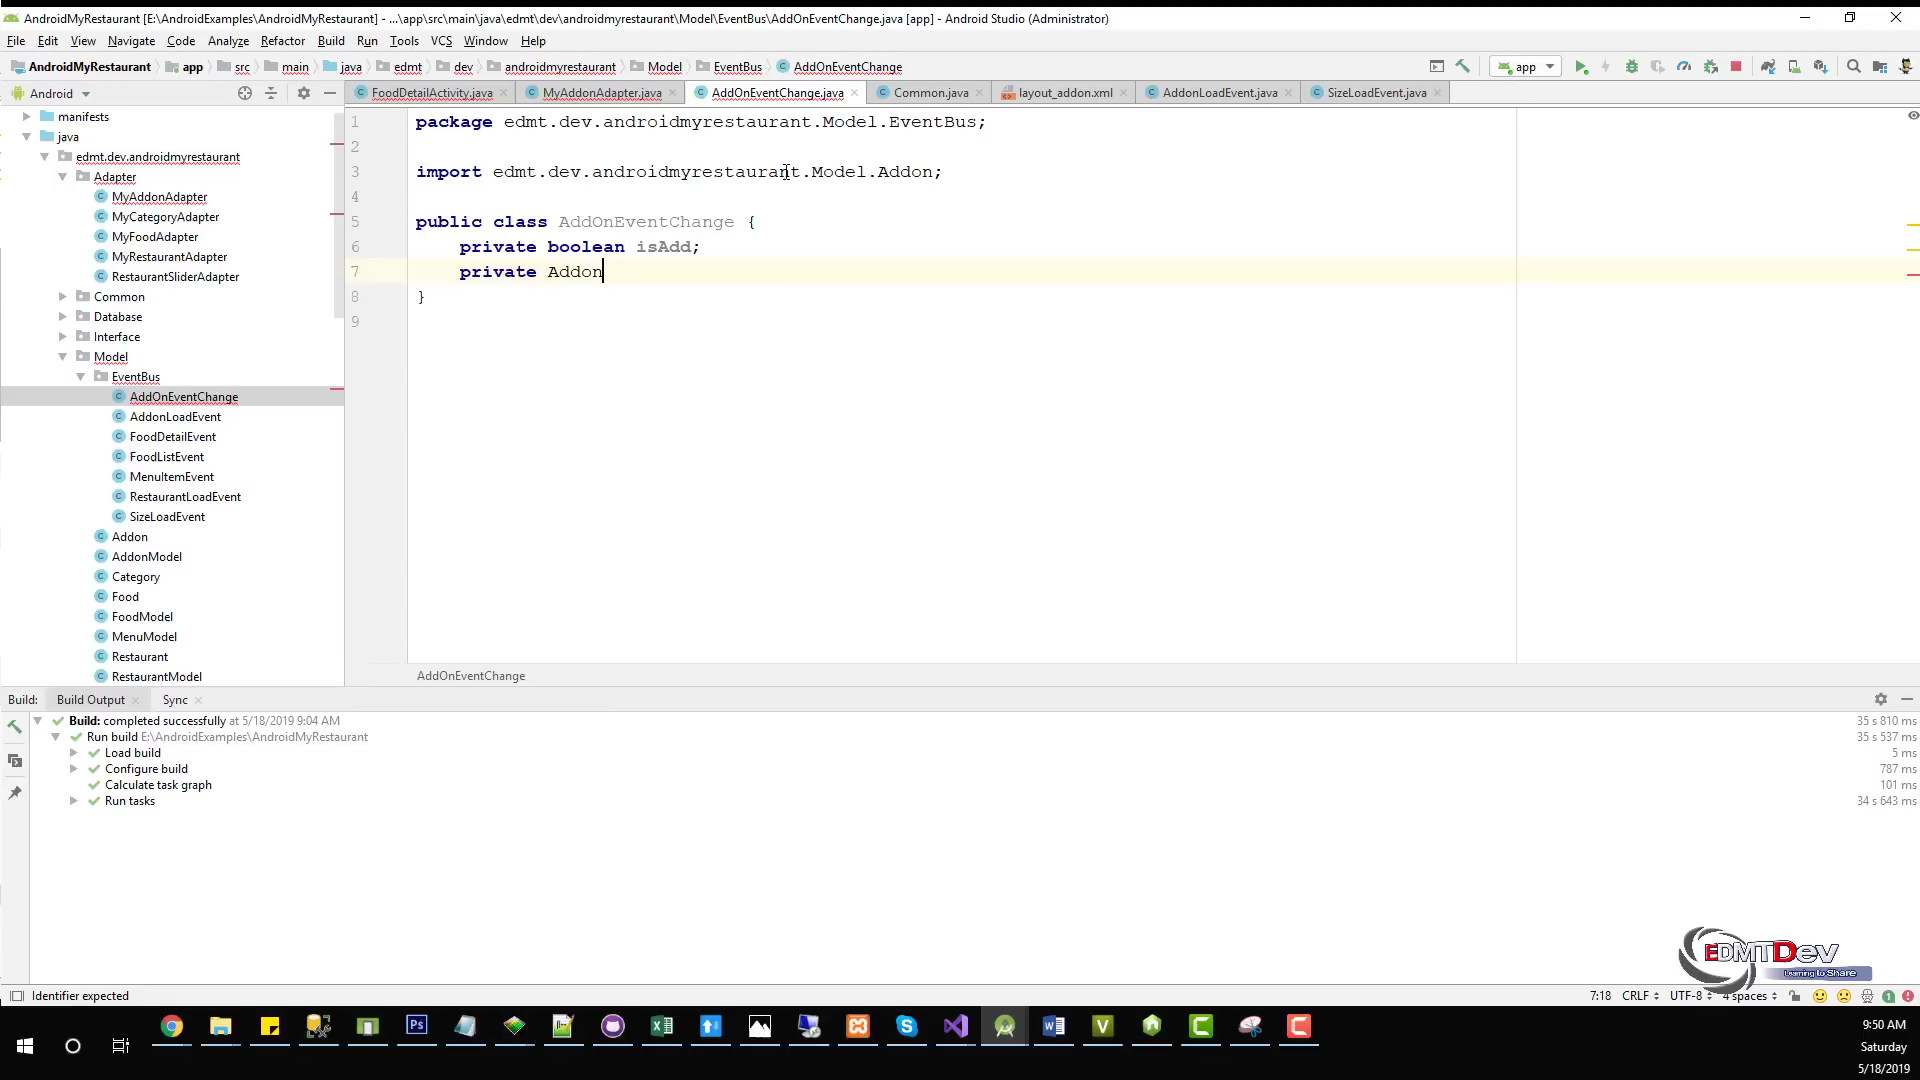 AndroidMyRestaurant [E:\AndroidExamples\AndroidMyRestaurant] - ...\app\src\main\java\edmt\dev\androidmyrestaurant\Model\EventBus\AddOnEventChange.java [app] - Android Studio (Administrator)
File Edit View Navigate Code Analyze Refactor Build Run Tools VCS Window Help
AndroidMyRestaurant app src main java edmt dev androidmyrestaurant Model EventBus AddOnEventChange app
Android FoodDetailActivity.java MyAddonAdapter.java AddOnEventChange.java Common.java layout_addon.xml AddonLoadEvent.java SizeLoadEvent.java
manifests
java
edmt.dev.androidmyrestaurant
Adapter
MyAddonAdapter
MyCategoryAdapter
MyFoodAdapter
MyRestaurantAdapter
RestaurantSliderAdapter
Common
Database
Interface
Model
EventBus
AddOnEventChange
AddonLoadEvent
FoodDetailEvent
FoodListEvent
MenuItemEvent
RestaurantLoadEvent
SizeLoadEvent
Addon
AddonModel
Category
Food
FoodModel
MenuModel
Restaurant
RestaurantModel
1 package edmt.dev.androidmyrestaurant.Model.EventBus;
2
3 import edmt.dev.androidmyrestaurant.Model.Addon;
4
5 public class AddOnEventChange {
6 private boolean isAdd;
7 private Addon
8 }
9
AddOnEventChange
Build: Build Output Sync
Build: completed successfully at 5/18/2019 9:04 AM 35 s 810 ms
Run build E:\AndroidExamples\AndroidMyRestaurant 35 s 537 ms
Load build 5 ms
Configure build 787 ms
Calculate task graph 101 ms
Run tasks 34 s 643 ms
EDMTDev
Learning to Share
Identifier expected 7:18 CRLF UTF-8 4 spaces 1
9:50 AM
Saturday
5/18/2019